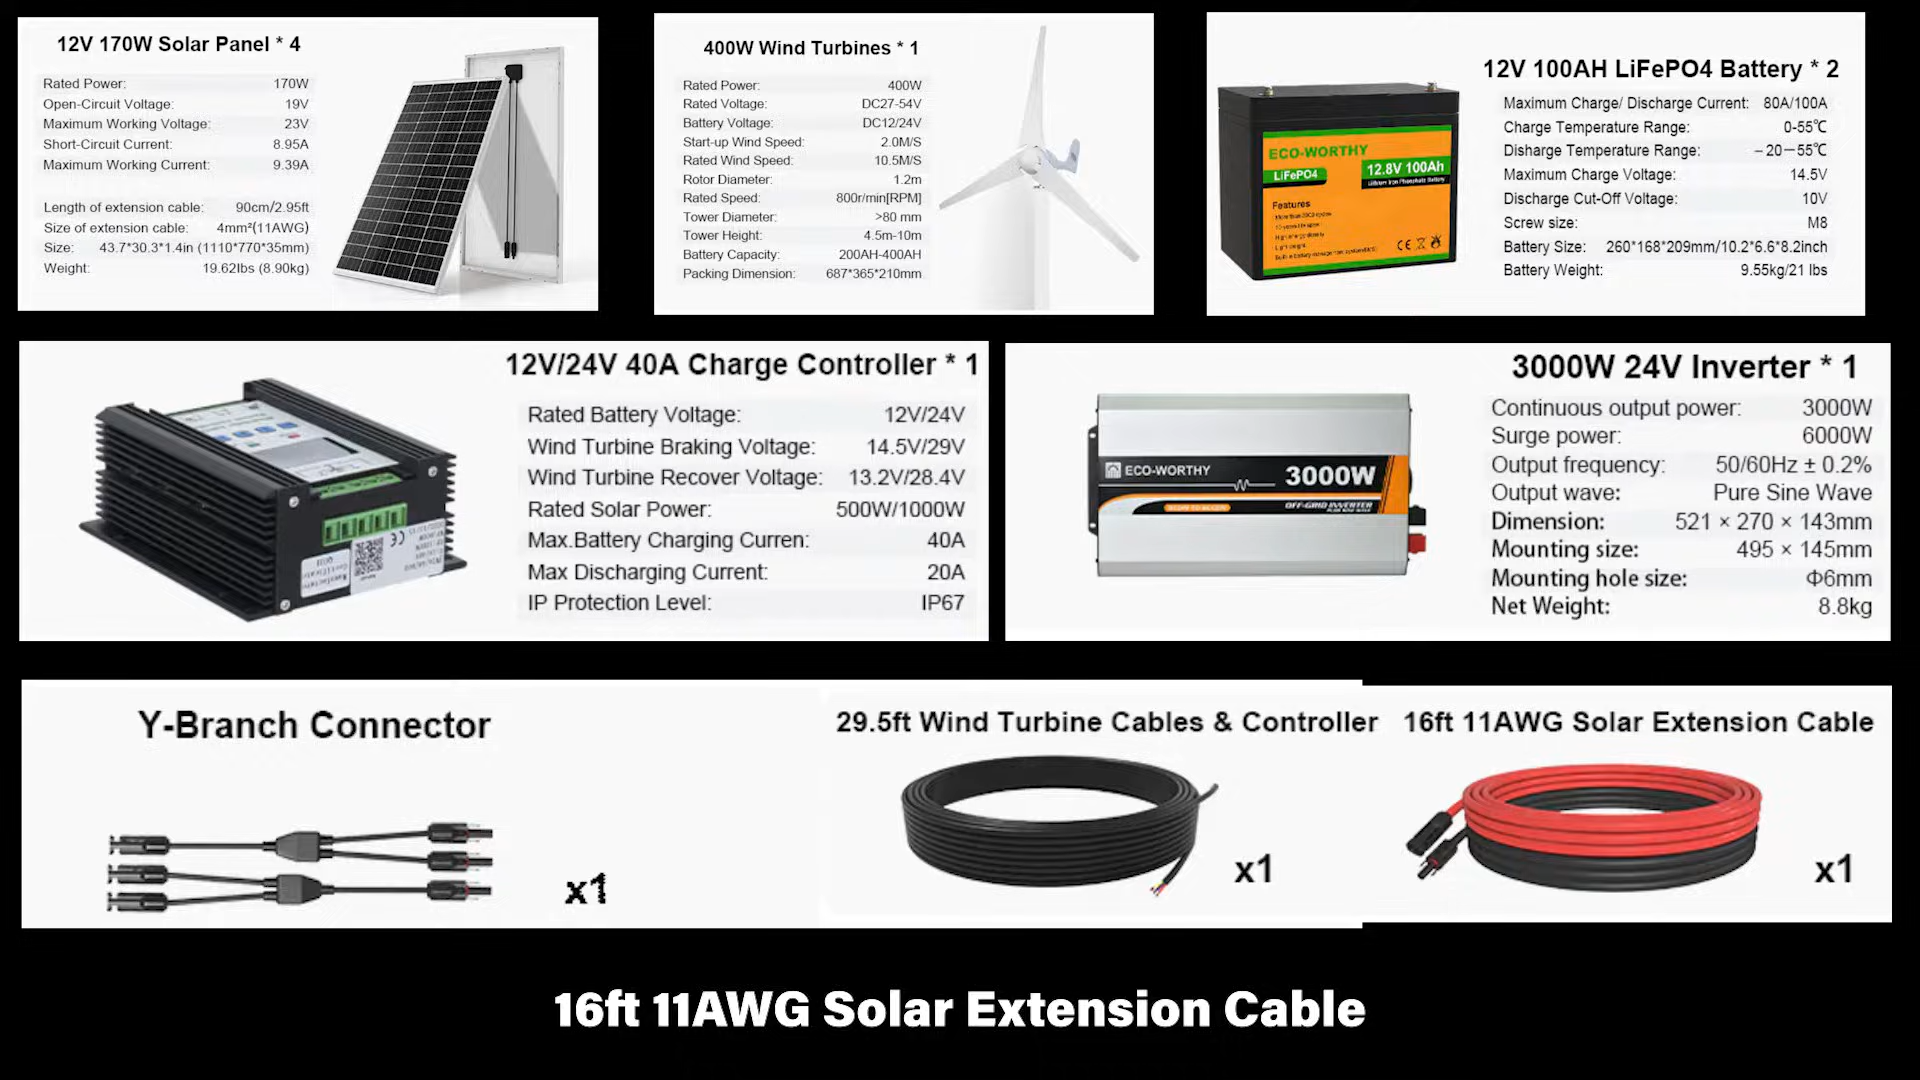 12V 170W Solar Panel * 4
Rated Power: 170W
Open-Circuit Voltage: 19V
Maximum Working Voltage: 23V
Short-Circuit Current: 8.95A
Maximum Working Current: 9.39A
Length of extension cable: 90cm/2.95ft
Size of extension cable: 4mm²(11AWG)
Size: 43.7*30.3*1.4in (1110*770*35mm)
Weight: 19.62lbs (8.90kg)
400W Wind Turbines * 1
Rated Power: 400W
Rated Voltage: DC27-54V
Battery Voltage: DC12/24V
Start-up Wind Speed: 2.0M/S
Rated Wind Speed: 10.5M/S
Rotor Diameter: 1.2m
Rated Speed: 800r/min[RPM]
Tower Diameter: >80 mm
Tower Height: 4.5m-10m
Battery Capacity: 200AH-400AH
Packing Dimension: 687*365*210mm
12V 100AH LiFePO4 Battery * 2
Maximum Charge/ Discharge Current: 80A/100A
Charge Temperature Range: 0-55℃
Disharge Temperature Range: -20-55℃
Maximum Charge Voltage: 14.5V
Discharge Cut-Off Voltage: 10V
Screw size: M8
Battery Size: 260*168*209mm/10.2*6.6*8.2inch
Battery Weight: 9.55kg/21 lbs
ECO-WORTHY
LiFePO4
12.8V 100Ah
Lithium Iron Phosphate Battery
Features
CE
12V/24V 40A Charge Controller * 1
Rated Battery Voltage: 12V/24V
Wind Turbine Braking Voltage: 14.5V/29V
Wind Turbine Recover Voltage: 13.2V/28.4V
Rated Solar Power: 500W/1000W
Max.Battery Charging Curren: 40A
Max Discharging Current: 20A
IP Protection Level: IP67
3000W 24V Inverter * 1
Continuous output power: 3000W
Surge power: 6000W
Output frequency: 50/60Hz ± 0.2%
Output wave: Pure Sine Wave
Dimension: 521 × 270 × 143mm
Mounting size: 495 × 145mm
Mounting hole size: Φ6mm
Net Weight: 8.8kg
ECO-WORTHY
3000W
OFF-GRID INVERTER
PURE SINE WAVE
Y-Branch Connector
x1
29.5ft Wind Turbine Cables & Controller
x1
16ft 11AWG Solar Extension Cable
x1
16ft 11AWG Solar Extension Cable